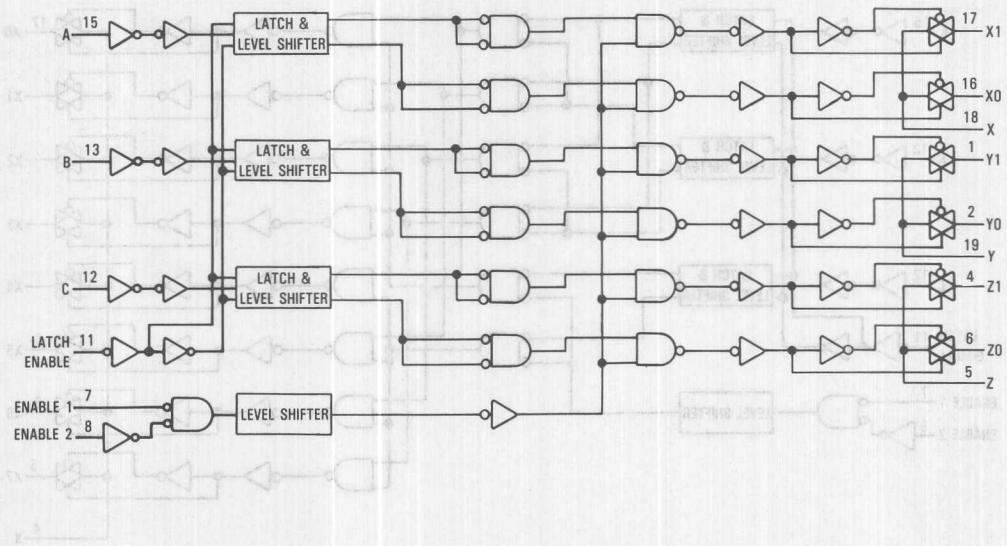 A 15
LATCH &
LEVEL SHIFTER
17
X1
16
X0
18
X
B 13
LATCH &
LEVEL SHIFTER
1
Y1
2
Y0
19
Y
C 12
LATCH &
LEVEL SHIFTER
4
Z1
LATCH 11
ENABLE
6
Z0
5
Z
ENABLE 1 7
LEVEL SHIFTER
ENABLE 2 8